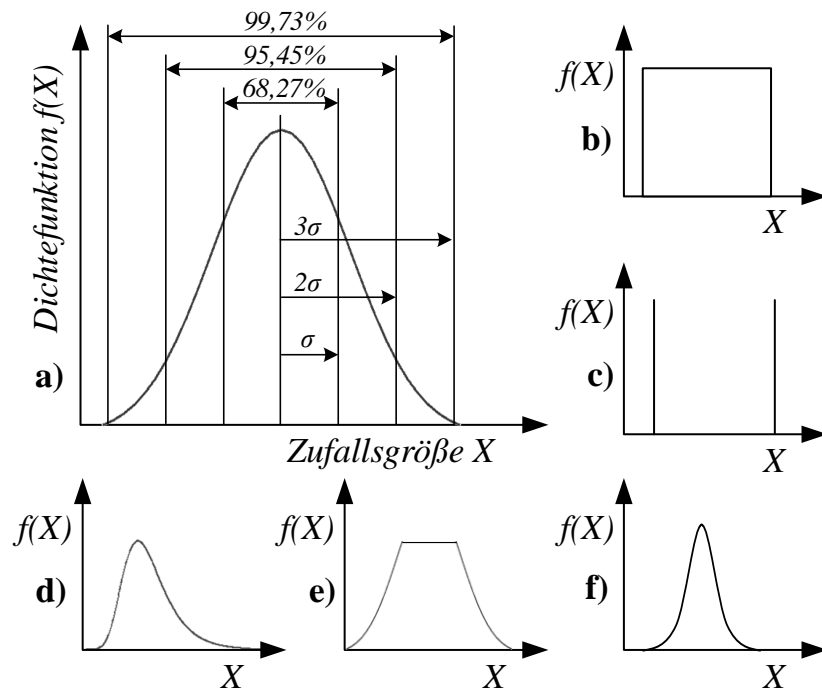 99,73%
95,45%
68,27%
Dichtefunktion f(X)
3σ
2σ
σ
a)
Zufallsgröße X
f(X)
b)
X
f(X)
c)
X
f(X)
d)
X
f(X)
e)
X
f(X)
f)
X